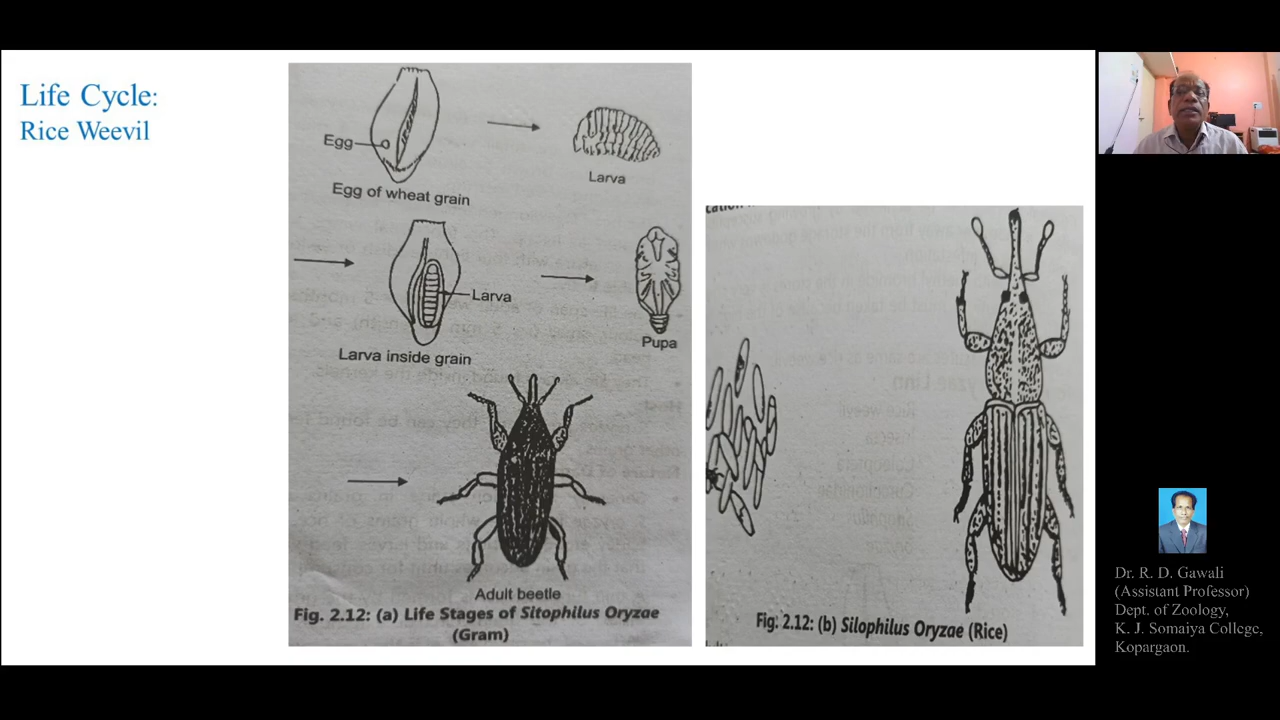 Life Cycle:
Rice Weevil
Egg
Egg of wheat grain
Larva
Larva
Larva inside grain
Pupa
Adult beetle
Fig. 2.12: (a) Life Stages of Sitophilus Oryzae
(Gram)
Fig. 2.12: (b) Silophilus Oryzae (Rice)
Dr. R. D. Gawali
(Assistant Professor)
Dept. of Zoology,
K. J. Somaiya College,
Kopargaon.